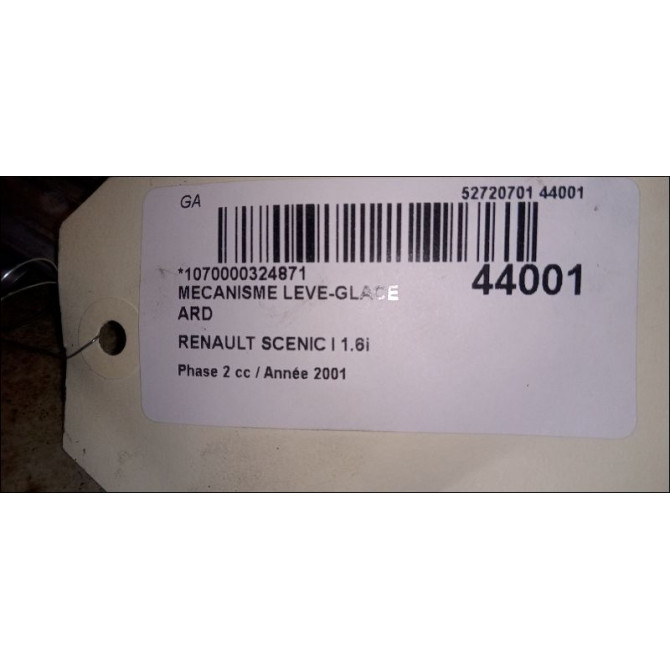 GA
52720701 44001
*1070000324871
44001
MECANISME LEVE-GLACE
ARD
RENAULT SCENIC I 1.6i
Phase 2 cc / Année 2001